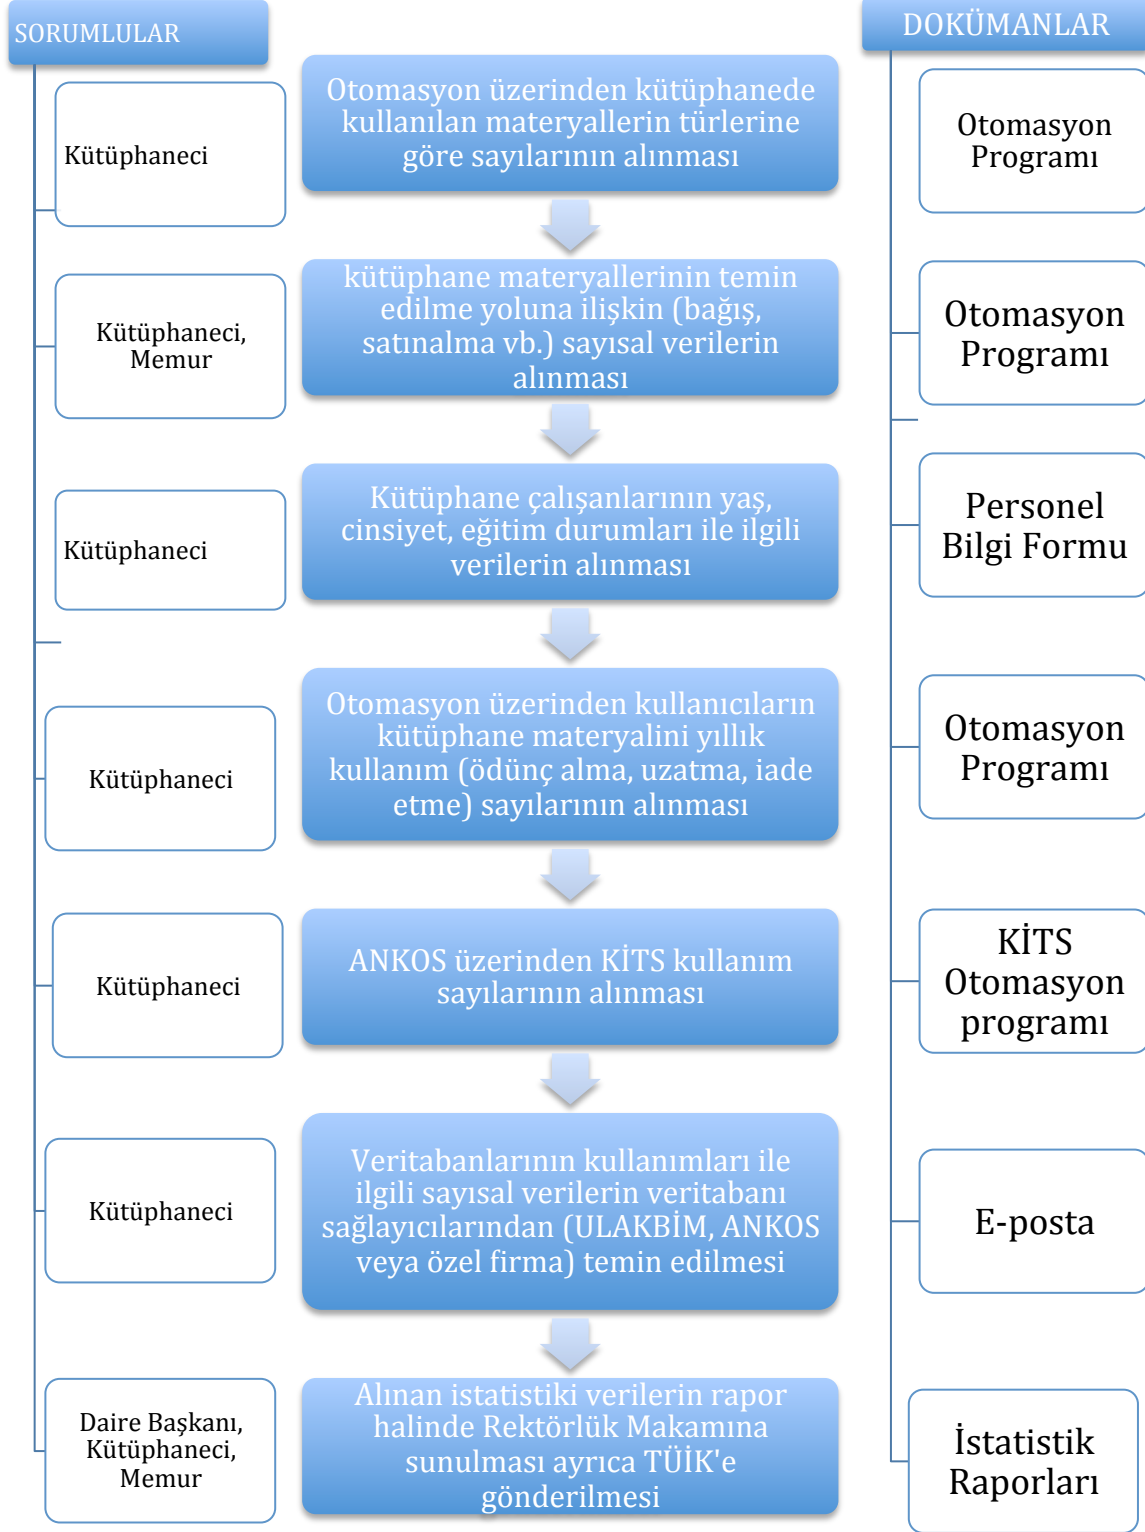 SORUMLULAR
DOKÜMANLAR
Kütüphaneci
Otomasyon üzerinden kütüphanede
kullanılan materyallerin türlerine
göre sayılarının alınması
Otomasyon
Programı
Kütüphaneci,
Memur
kütüphane materyallerinin temin
edilme yoluna ilişkin (bağış,
satınalma vb.) sayısal verilerin
alınması
Otomasyon
Programı
Kütüphaneci
Kütüphane çalışanlarının yaş,
cinsiyet, eğitim durumları ile ilgili
verilerin alınması
Personel
Bilgi Formu
Kütüphaneci
Otomasyon üzerinden kullanıcıların
kütüphane materyalini yıllık
kullanım (ödünç alma, uzatma, iade
etme) sayılarının alınması
Otomasyon
Programı
Kütüphaneci
ANKOS üzerinden KİTS kullanım
sayılarının alınması
KİTS
Otomasyon
programı
Kütüphaneci
Veritabanlarının kullanımları ile
ilgili sayısal verilerin veritabanı
sağlayıcılarından (ULAKBİM, ANKOS
veya özel firma) temin edilmesi
E-posta
Daire Başkanı,
Kütüphaneci,
Memur
Alınan istatistiki verilerin rapor
halinde Rektörlük Makamına
sunulması ayrıca TÜİK'e
gönderilmesi
İstatistik
Raporları